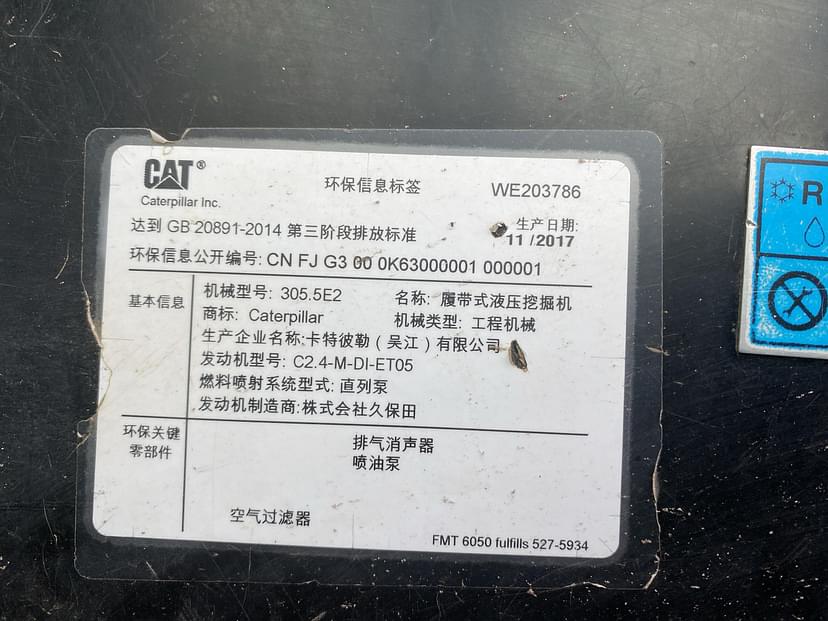 CAT®
Caterpillar Inc.
环保信息标签
WE203786
达到 GB 20891-2014 第三阶段排放标准
生产日期:
11 /2017
环保信息公开编号: CN FJ G3 00 0K63000001 000001
基本信息
机械型号: 305.5E2 名称: 履带式液压挖掘机
商标: Caterpillar 机械类型: 工程机械
生产企业名称:卡特彼勒（吴江）有限公司
发动机型号: C2.4-M-DI-ET05
燃料喷射系统型式: 直列泵
发动机制造商:株式会社久保田
环保关键
零部件
排气消声器
喷油泵
空气过滤器
FMT 6050 fulfills 527-5934
R